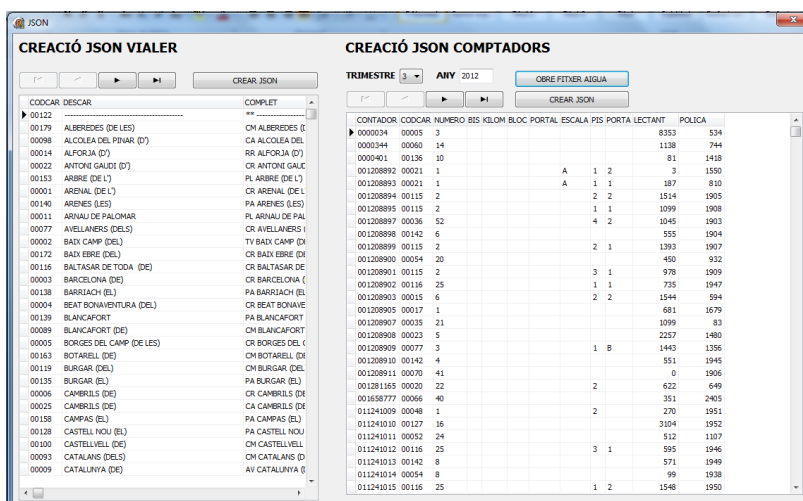 JSON
CREACIÓ JSON VIALER
CREAR JSON
CODCAR DESCAR COMPLET
00122 -------------------------------------- ** ----------------
00179 ALBEREDES (DE LES) CM ALBEREDES (D
00098 ALCOLEA DEL PINAR (D') CA ALCOLEA DEL
00014 ALFORJA (D') RR ALFORJA (D')
00022 ANTONI GAUDI (D') CR ANTONI GAUD
00153 ARBRE (DE L') PL ARBRE (DE L')
00001 ARENAL (DE L') CR ARENAL (DE L
00140 ARENES (LES) PA ARENES (LES)
00011 ARNAU DE PALOMAR PL ARNAU DE PAL
00077 AVELLANERS (DELS) CR AVELLANERS (
00002 BAIX CAMP (DEL) TV BAIX CAMP (D
00172 BAIX EBRE (DEL) CR BAIX EBRE (DE
00116 BALTASAR DE TODA (DE) CR BALTASAR DE
00003 BARCELONA (DE) CR BARCELONA (
00138 BARRIACH (EL) PA BARRIACH (EL
00004 BEAT BONAVENTURA (DEL) CR BEAT BONAVE
00139 BLANCAFORT PA BLANCAFORT
00089 BLANCAFORT (DE) CM BLANCAFORT
00005 BORGES DEL CAMP (DE LES) CR BORGES DEL C
00163 BOTARELL (DE) CM BOTARELL (DE
00119 BURGAR (DEL) CM BURGAR (DEL
00135 BURGAR (EL) PA BURGAR (EL)
00006 CAMBRILS (DE) CR CAMBRILS (DE
00025 CAMBRILS (DE) CA CAMBRILS (DE
00158 CAMPAS (EL) PA CAMPAS (EL)
00128 CASTELL NOU (EL) PA CASTELL NOU
00100 CASTELLVELL (DE) CM CASTELLVELL
00093 CATALANS (DELS) CM CATALANS (D
00009 CATALUNYA (DE) AV CATALUNYA (
CREACIÓ JSON COMPTADORS
TRIMESTRE 3 ANY 2012 OBRE FITXER AIGUA
CREAR JSON
CONTADOR CODCAR NUMERO BIS KILOM BLOC PORTAL ESCALA PIS PORTA LECTANT POLICA
0000034 00005 3 8353 534
0000344 00060 14 1138 744
0000401 00136 10 81 1418
001208892 00021 1 A 1 2 3 1550
001208893 00021 1 A 1 1 187 810
001208894 00115 2 2 2 1514 1905
001208895 00115 2 1 1 1099 1908
001208897 00036 52 4 2 1045 1903
001208898 00142 6 555 1904
001208899 00115 2 2 1 1393 1907
001208900 00054 20 450 932
001208901 00115 2 3 1 978 1909
001208902 00116 25 1 1 735 1947
001208903 00015 6 2 2 1544 594
001208905 00017 1 681 1679
001208907 00035 21 1099 83
001208908 00023 5 2257 1480
001208909 00077 3 1 B 1443 1356
001208910 00142 4 551 1945
001208911 00070 41 0 1906
001281165 00020 22 2 622 649
001658777 00066 40 351 2405
011241009 00048 1 2 270 1951
011241010 00127 16 3104 1952
011241011 00052 24 512 1107
011241012 00116 25 3 1 595 1946
011241013 00142 8 571 1949
011241014 00054 8 99 1938
011241015 00116 25 1 2 1548 1950